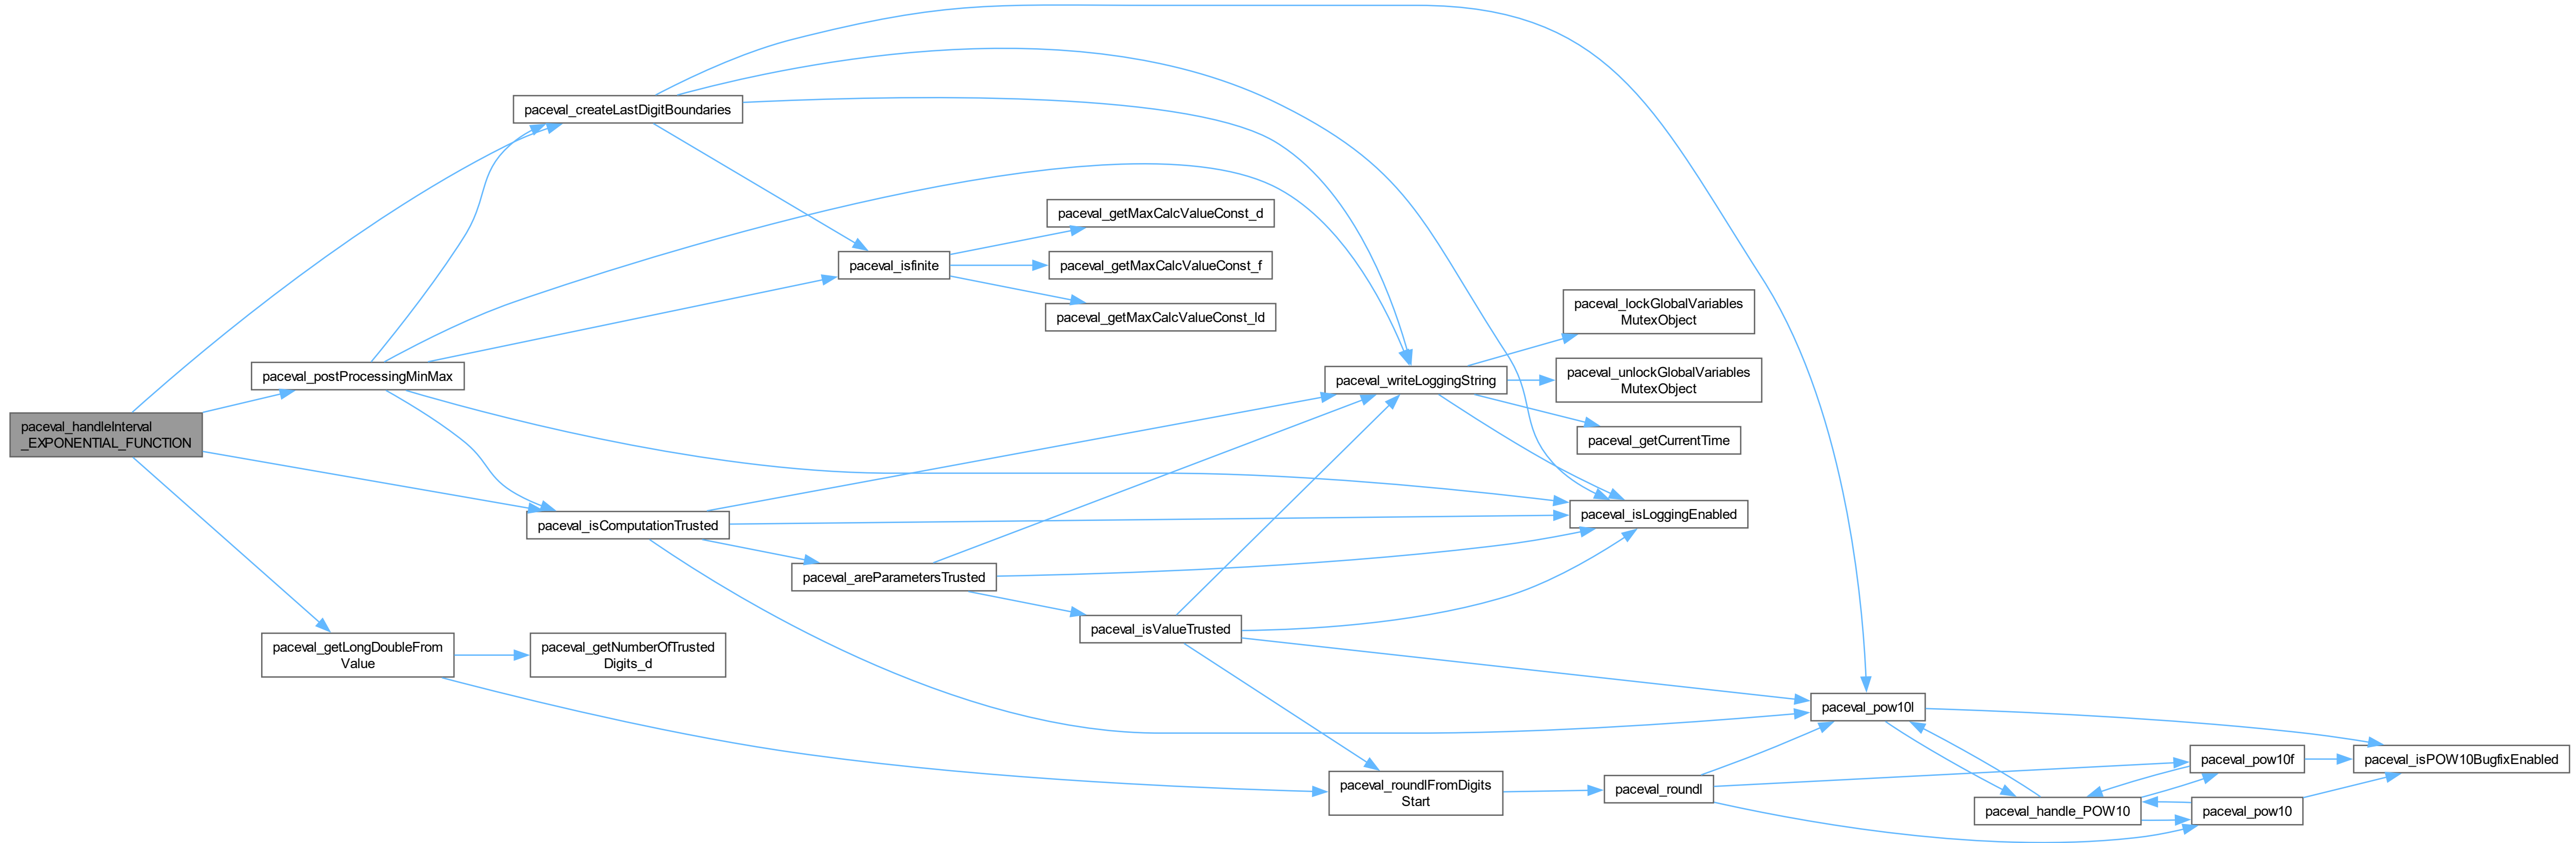 paceval_handleInterval
_EXPONENTIAL_FUNCTION
paceval_createLastDigitBoundaries
paceval_postProcessingMinMax
paceval_isComputationTrusted
paceval_getLongDoubleFrom
Value
paceval_getNumberOfTrusted
Digits_d
paceval_isfinite
paceval_getMaxCalcValueConst_d
paceval_getMaxCalcValueConst_f
paceval_getMaxCalcValueConst_ld
paceval_areParametersTrusted
paceval_isValueTrusted
paceval_writeLoggingString
paceval_lockGlobalVariables
MutexObject
paceval_unlockGlobalVariables
MutexObject
paceval_getCurrentTime
paceval_isLoggingEnabled
paceval_roundlFromDigits
Start
paceval_roundl
paceval_pow10l
paceval_handle_POW10
paceval_pow10f
paceval_pow10
paceval_isPOW10BugfixEnabled